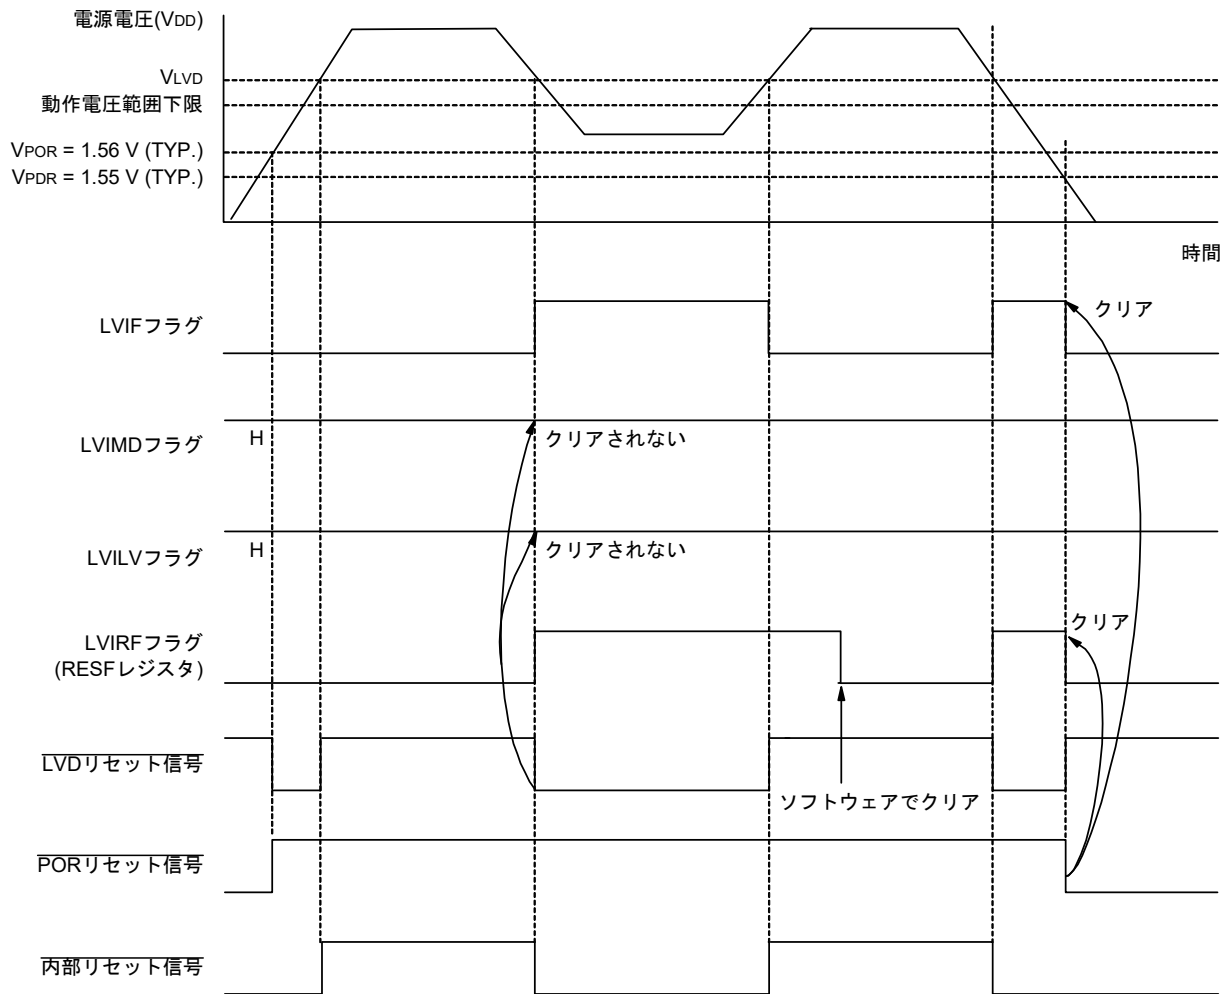 電源電圧(VDD)
VLVD
動作電圧範囲下限
VPOR = 1.56 V (TYP.)
VPDR = 1.55 V (TYP.)
時間
LVIFフラグ
クリア
LVIMDフラグ
H
クリアされない
LVILVフラグ
H
クリアされない
LVIRFフラグ
(RESFレジスタ)
クリア
LVDリセット信号
ソフトウェアでクリア
PORリセット信号
内部リセット信号